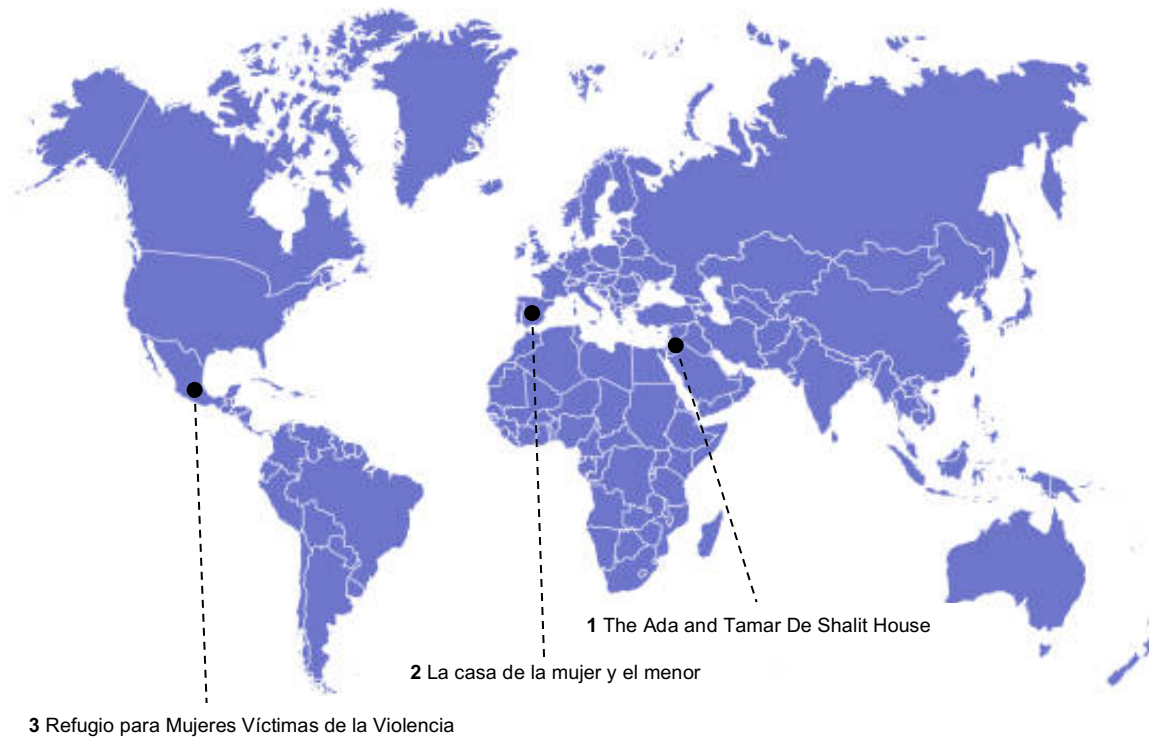 1 The Ada and Tamar De Shalit House
2 La casa de la mujer y el menor
3 Refugio para Mujeres Víctimas de la Violencia